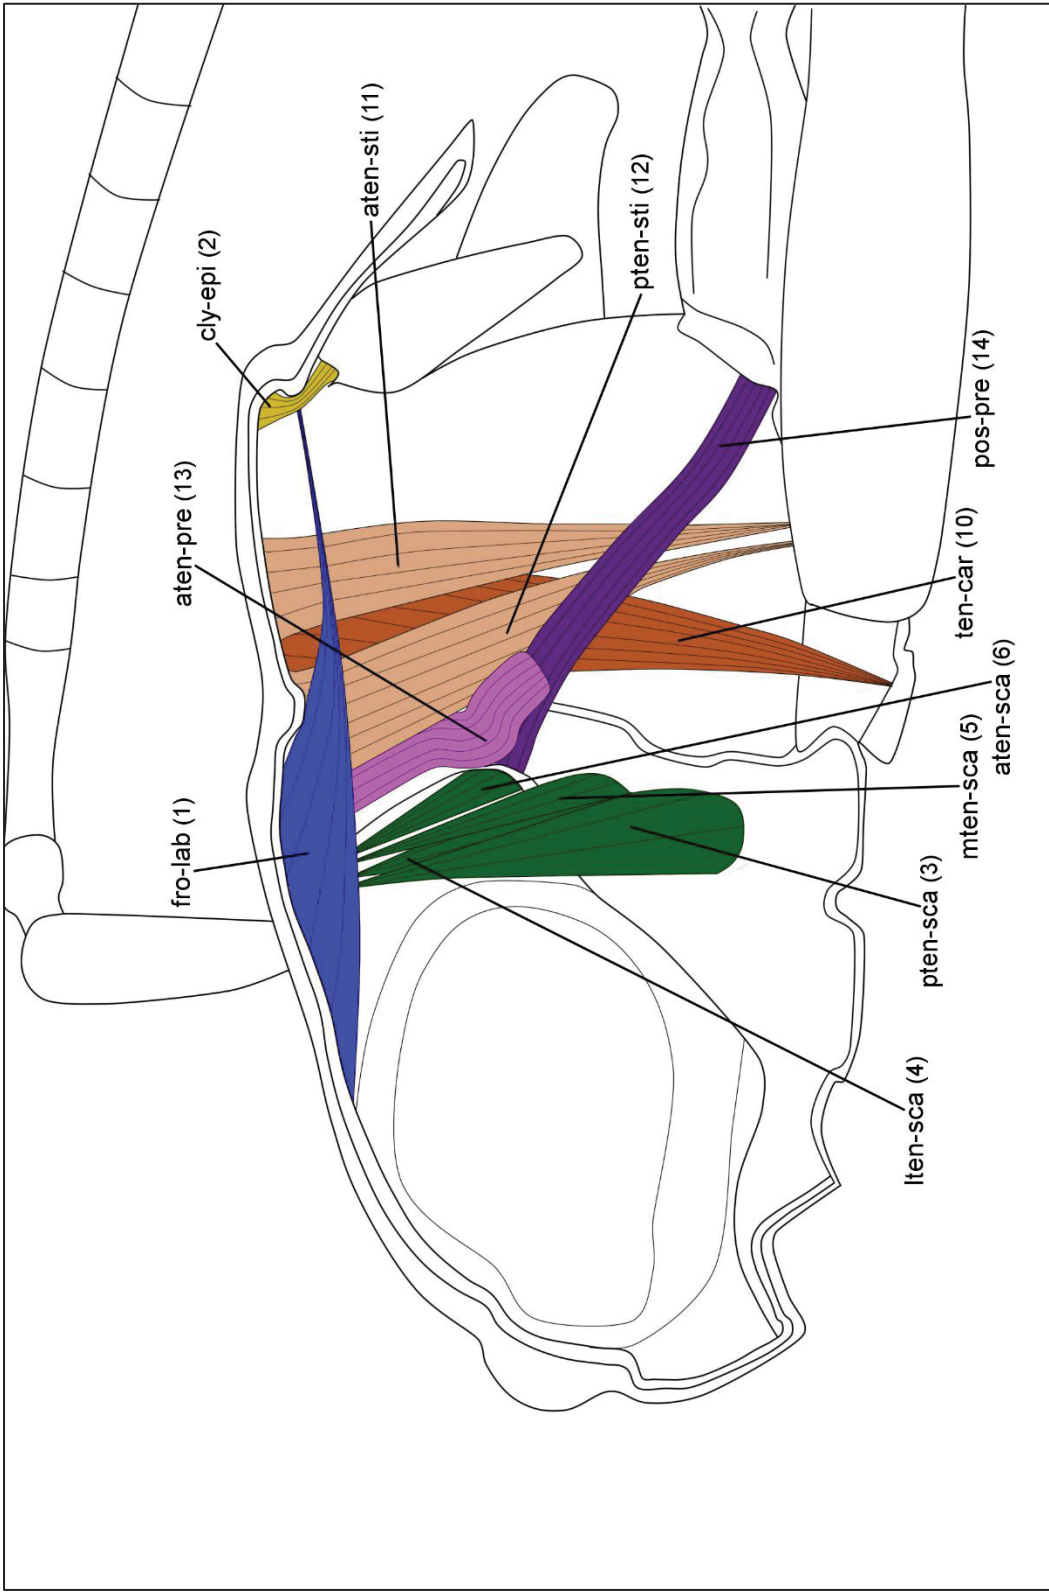 fro-lab (1)
aten-pre (13)
cly-epi (2)
aten-sti (11)
pten-sti (12)
lten-sca (4)
pten-sca (3)
mten-sca (5)
aten-sca (6)
ten-car (10)
pos-pre (14)